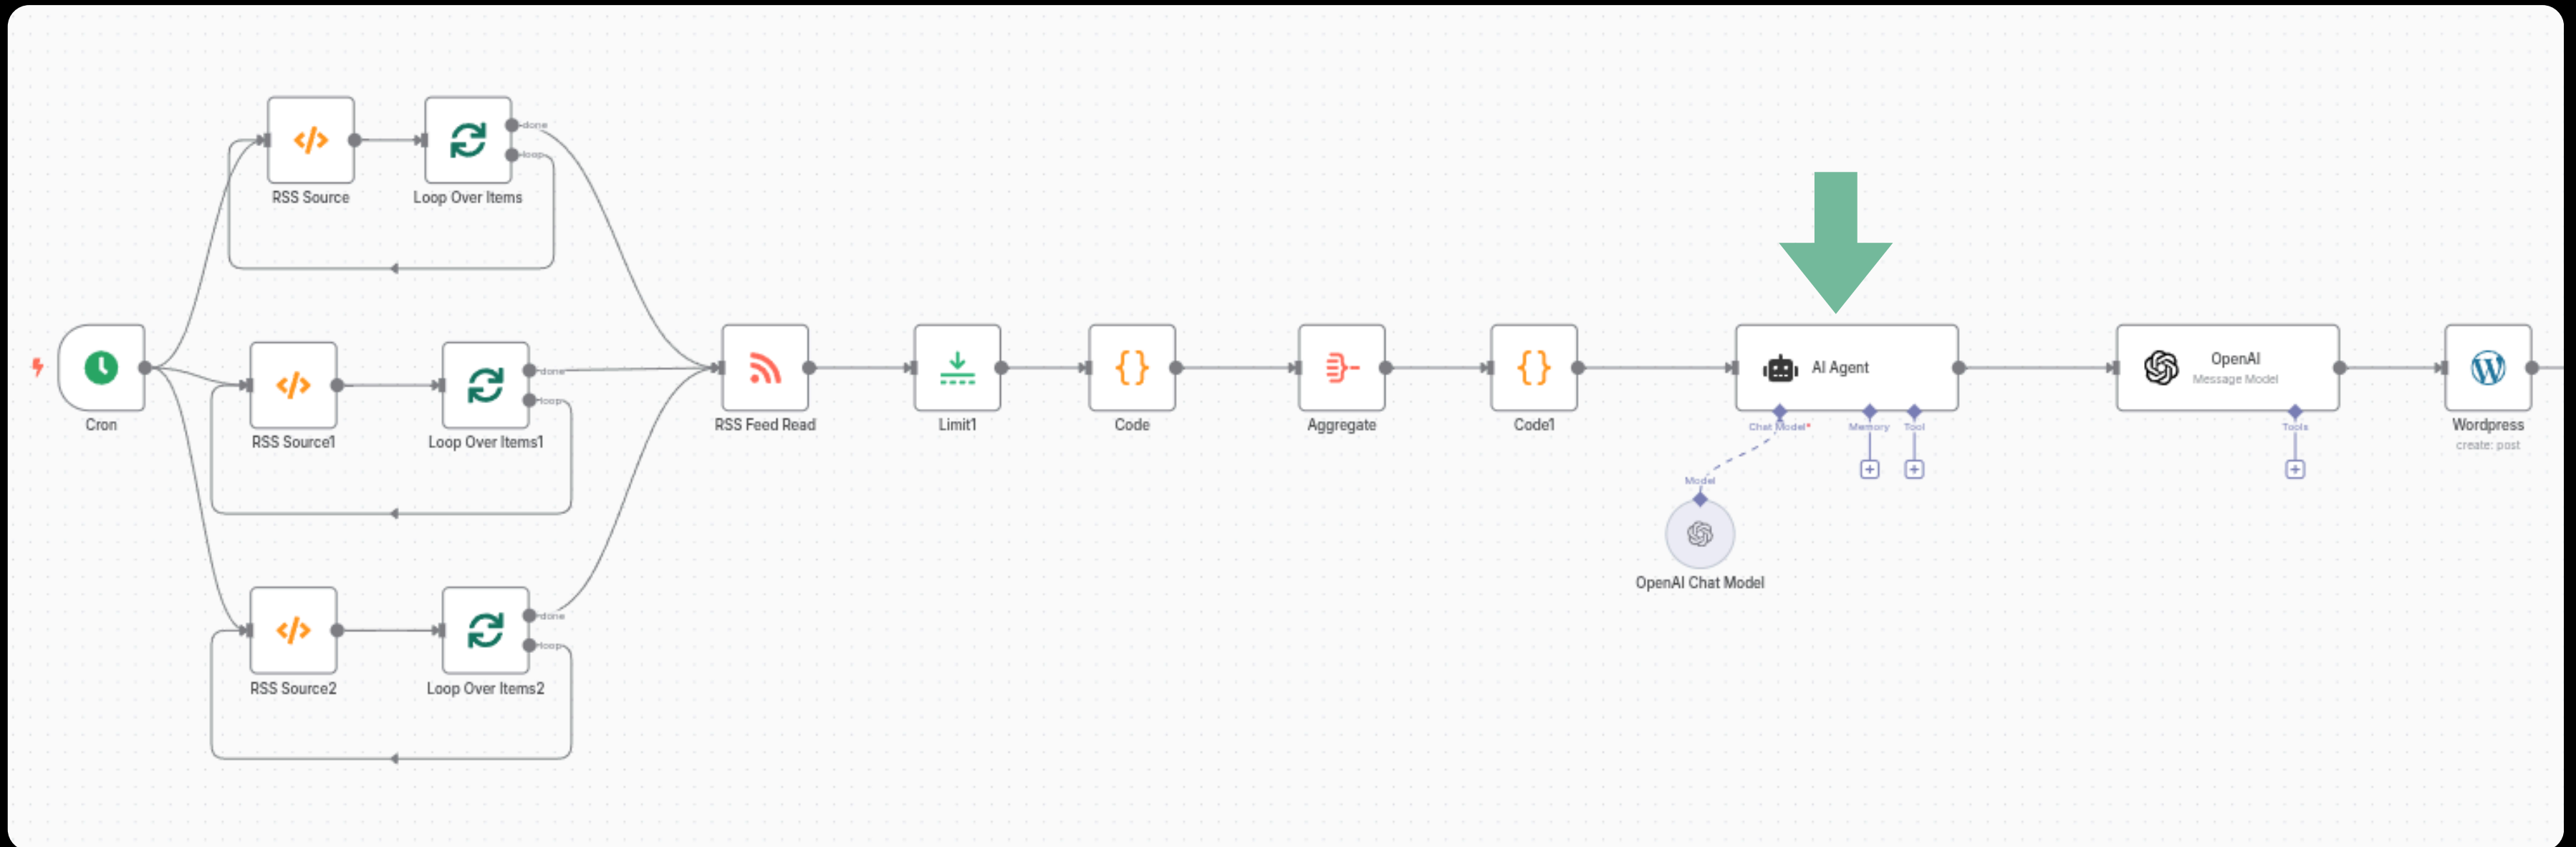 done
loop
RSS Source
Loop Over Items
Cron
done
loop
RSS Source1
Loop Over Items1
RSS Feed Read
Limit1
Code
Aggregate
Code1
AI Agent
Chat Model*
Memory
Tool
Model
OpenAI Chat Model
OpenAI
Message Model
Tools
Wordpress
create: post
done
loop
RSS Source2
Loop Over Items2